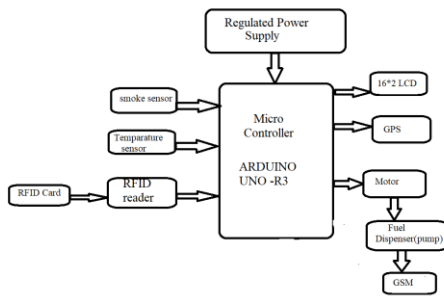 Regulated Power
Supply
smoke sensor
Temparature
sensor
RFID Card
RFID
reader
Micro
Controller
ARDUINO
UNO -R3
16*2 LCD
GPS
Motor
Fuel
Dispenser(pump)
GSM